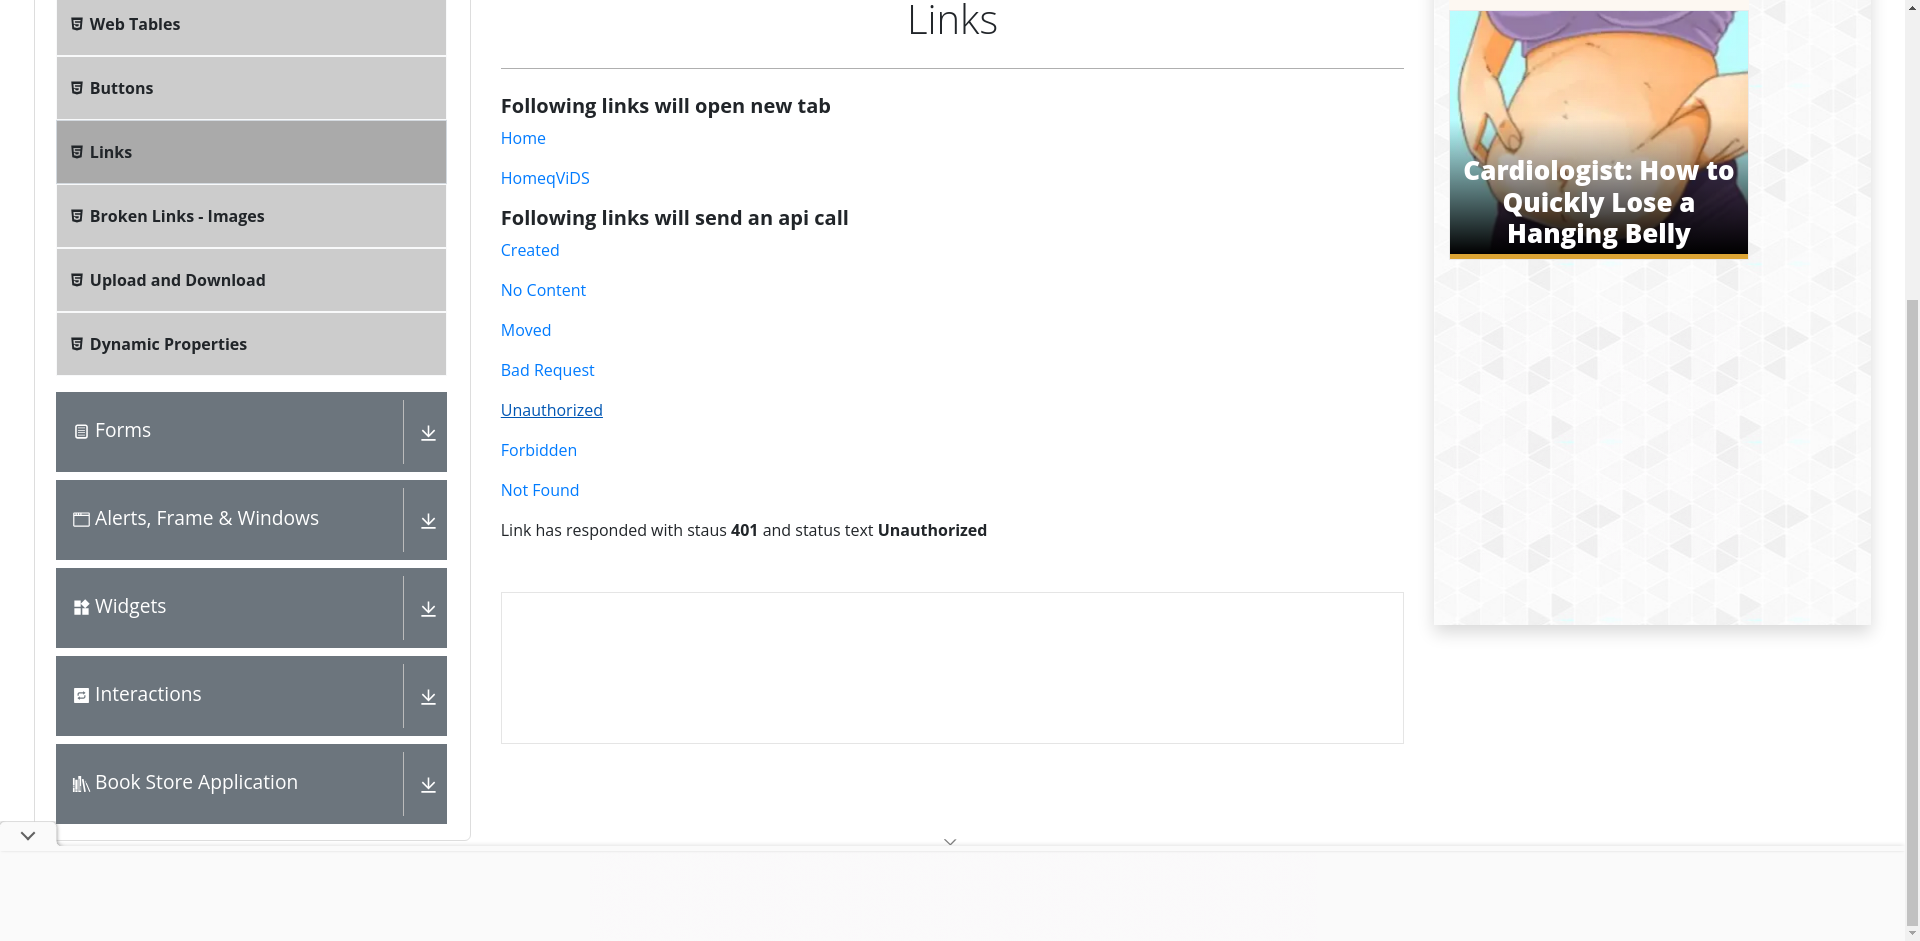 Web Tables
Buttons
Links
Broken Links - Images
Upload and Download
Dynamic Properties
Forms
Alerts, Frame & Windows
Widgets
Interactions
Book Store Application
Links
Following links will open new tab
Home
HomeqViDS
Following links will send an api call
Created
No Content
Moved
Bad Request
Unauthorized
Forbidden
Not Found
Link has responded with staus 401 and status text Unauthorized
Cardiologist: How to
Quickly Lose a
Hanging Belly